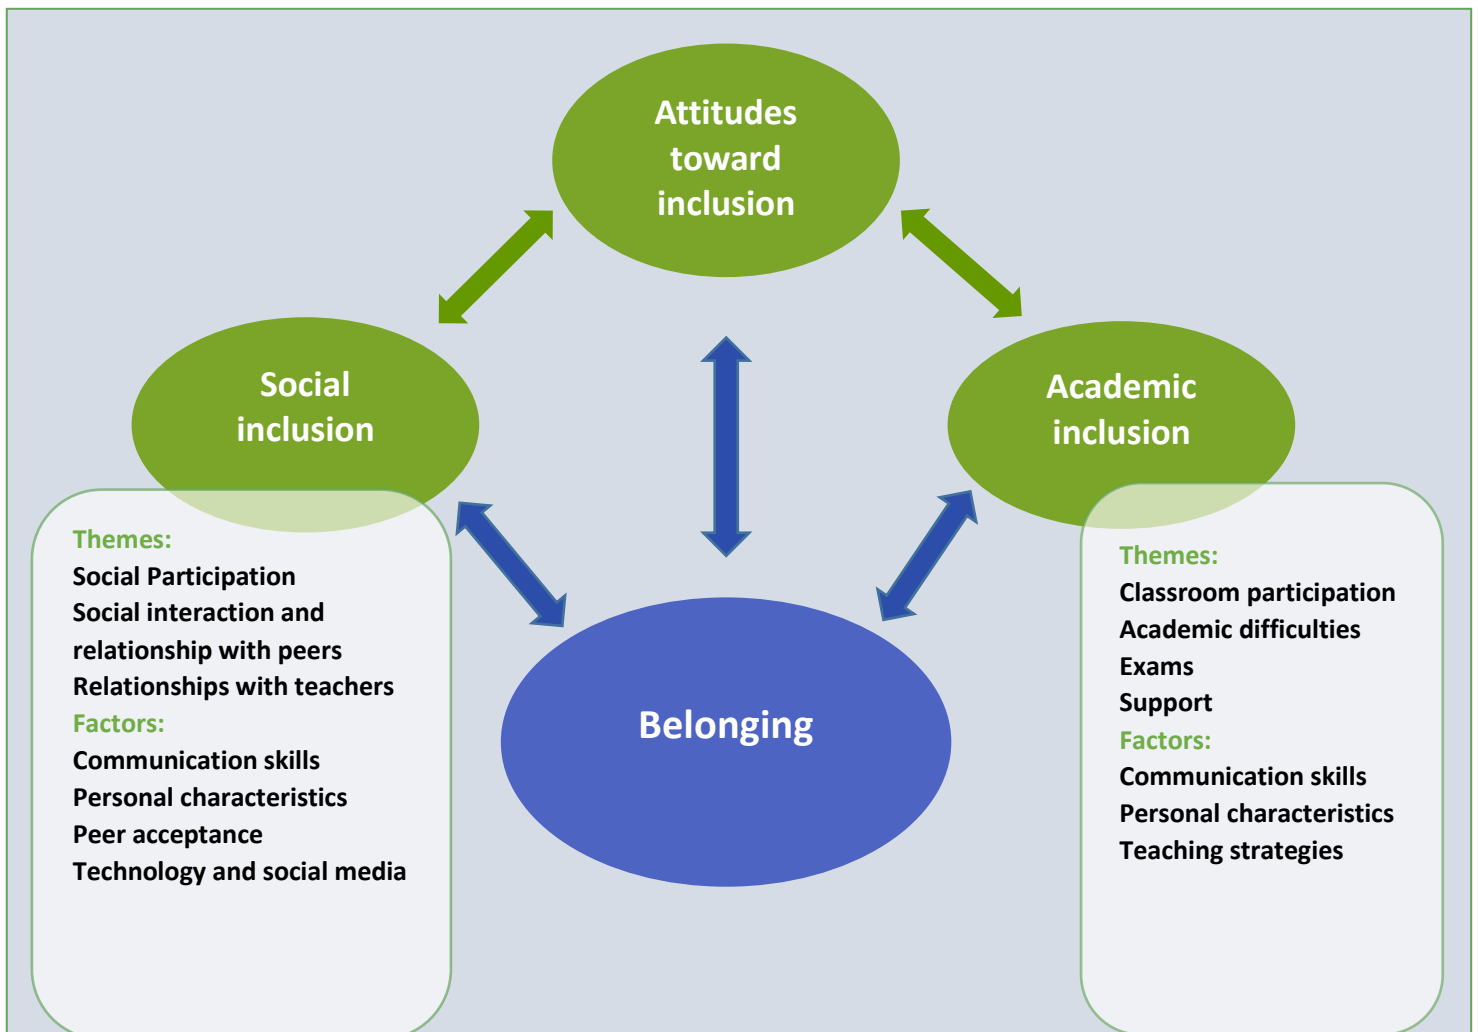 Attitudes
toward
inclusion
Social
inclusion
Academic
inclusion
Themes:
Social Participation
Social interaction and
relationship with peers
Relationships with teachers
Factors:
Communication skills
Personal characteristics
Peer acceptance
Technology and social media
Belonging
Themes:
Classroom participation
Academic difficulties
Exams
Support
Factors:
Communication skills
Personal characteristics
Teaching strategies